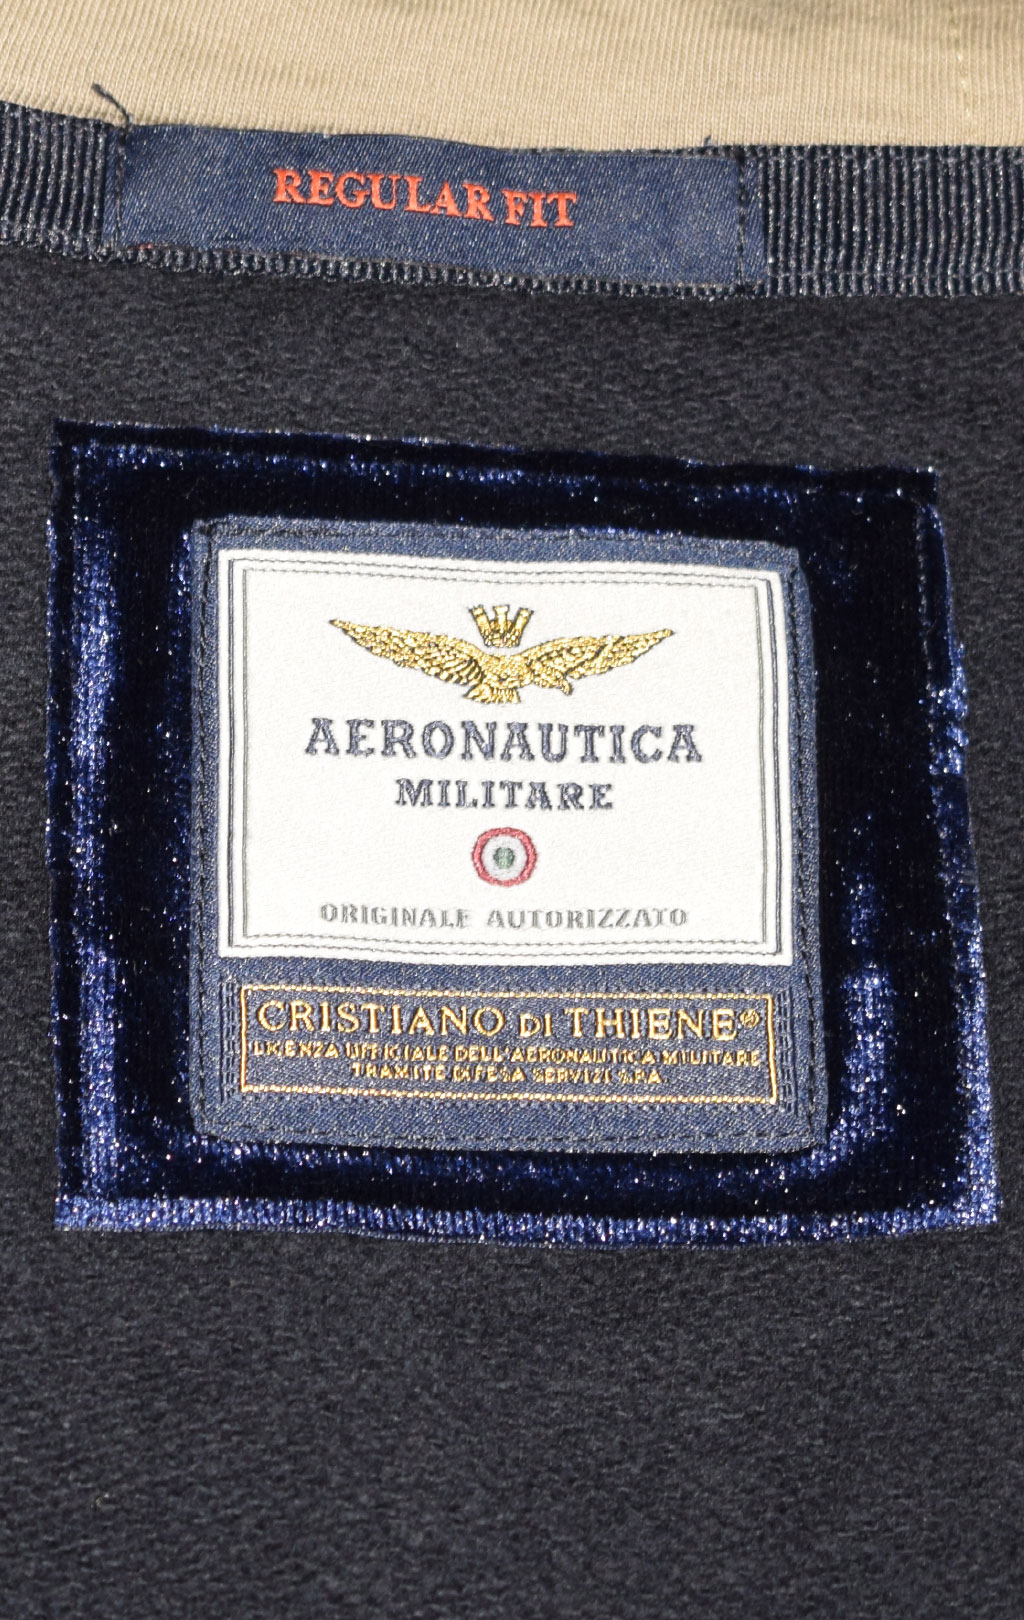 REGULAR FIT
AERONAUTICA
MILITARE
ORIGINALE AUTORIZZATO
CRISTIANO DI THIENE®
LICENZA UFFICIALE DELL'AERONAUTICA MILITARE
TRAMITE DIFESA SERVIZI S.P.A.